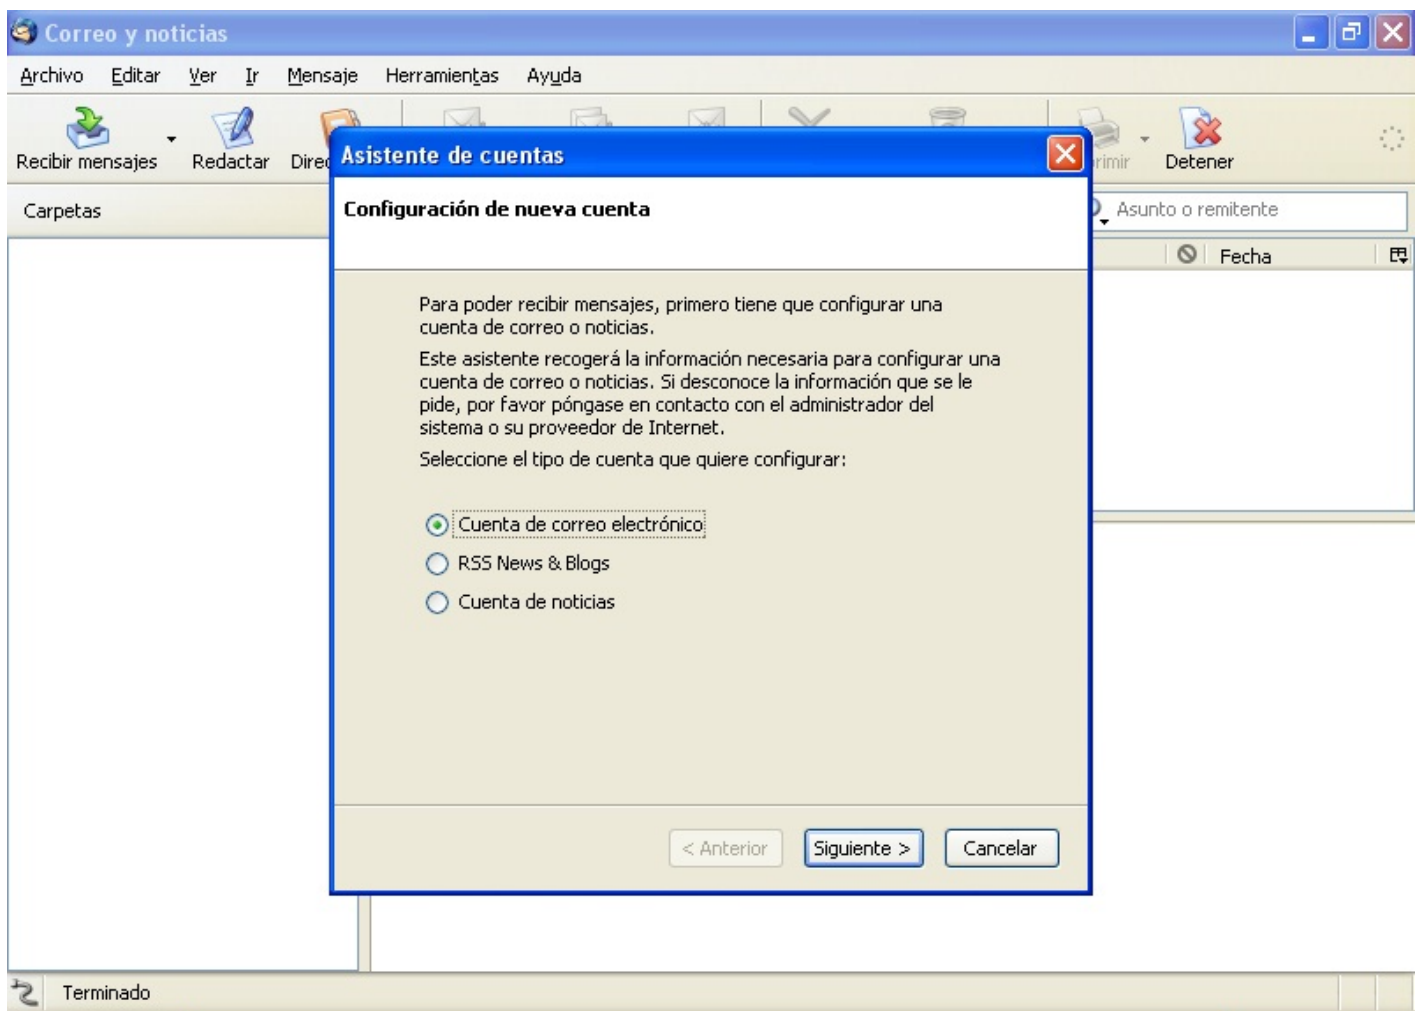 Correo y noticias
Archivo Editar Ver Ir Mensaje Herramientas Ayuda
Recibir mensajes Redactar Detener
Asistente de cuentas
Carpetas
Configuración de nueva cuenta
Asunto o remitente
Fecha
Para poder recibir mensajes, primero tiene que configurar una
cuenta de correo o noticias.
Este asistente recogerá la información necesaria para configurar una
cuenta de correo o noticias. Si desconoce la información que se le
pide, por favor póngase en contacto con el administrador del
sistema o su proveedor de Internet.
Seleccione el tipo de cuenta que quiere configurar:
Cuenta de correo electrónico
RSS News & Blogs
Cuenta de noticias
< Anterior Siguiente > Cancelar
Terminado